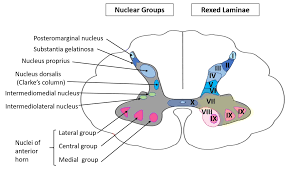 Nuclear Groups
Rexed Laminae
Posteromarginal nucleus
Substantia gelatinosa
Nucleus proprius
Nucleus dorsalis
(Clarke's column)
Intermediomedial nucleus
Intermediolateral nucleus
Nuclei of
anterior
horn
Lateral group
Central group
Medial group
I
II
III
IV
V
VI
X
VII
VIII
IX
IX
IX